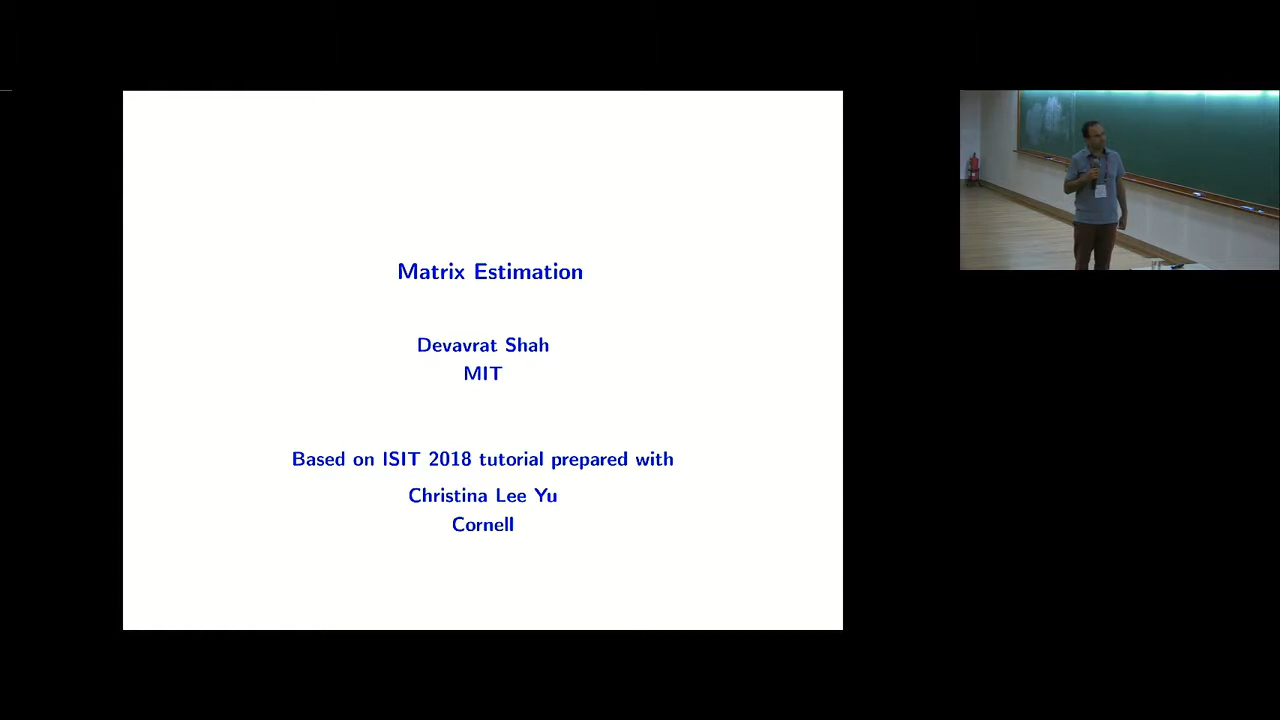 Matrix Estimation
Devavrat Shah
MIT
Based on ISIT 2018 tutorial prepared with
Christina Lee Yu
Cornell